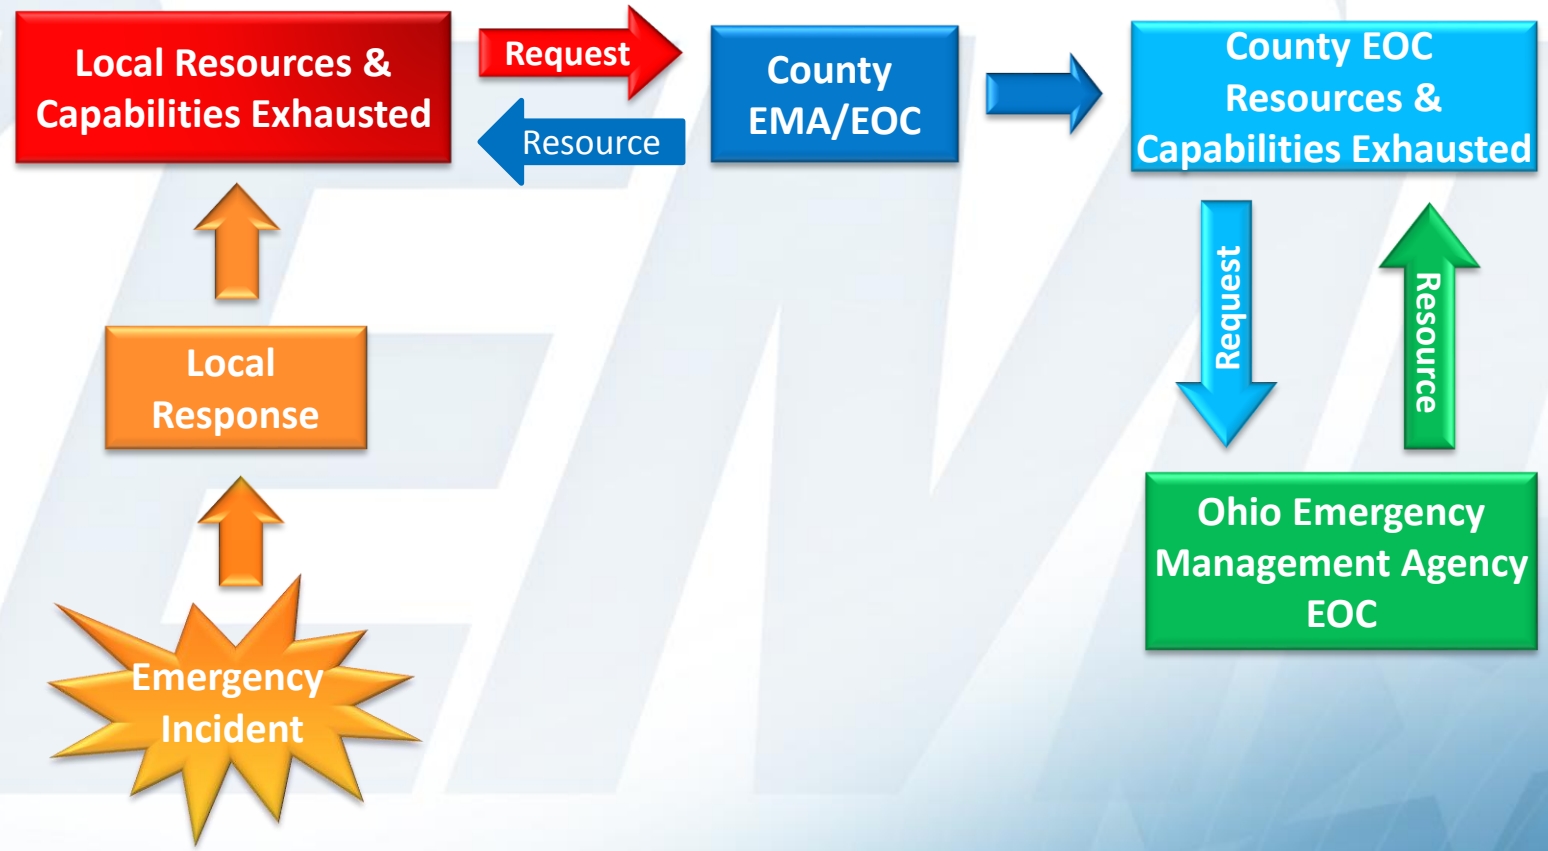 Local Resources &
Capabilities Exhausted
Request
Resource
County
EMA/EOC
County EOC
Resources &
Capabilities Exhausted
Request
Resource
Local
Response
Ohio Emergency
Management Agency
EOC
Emergency
Incident